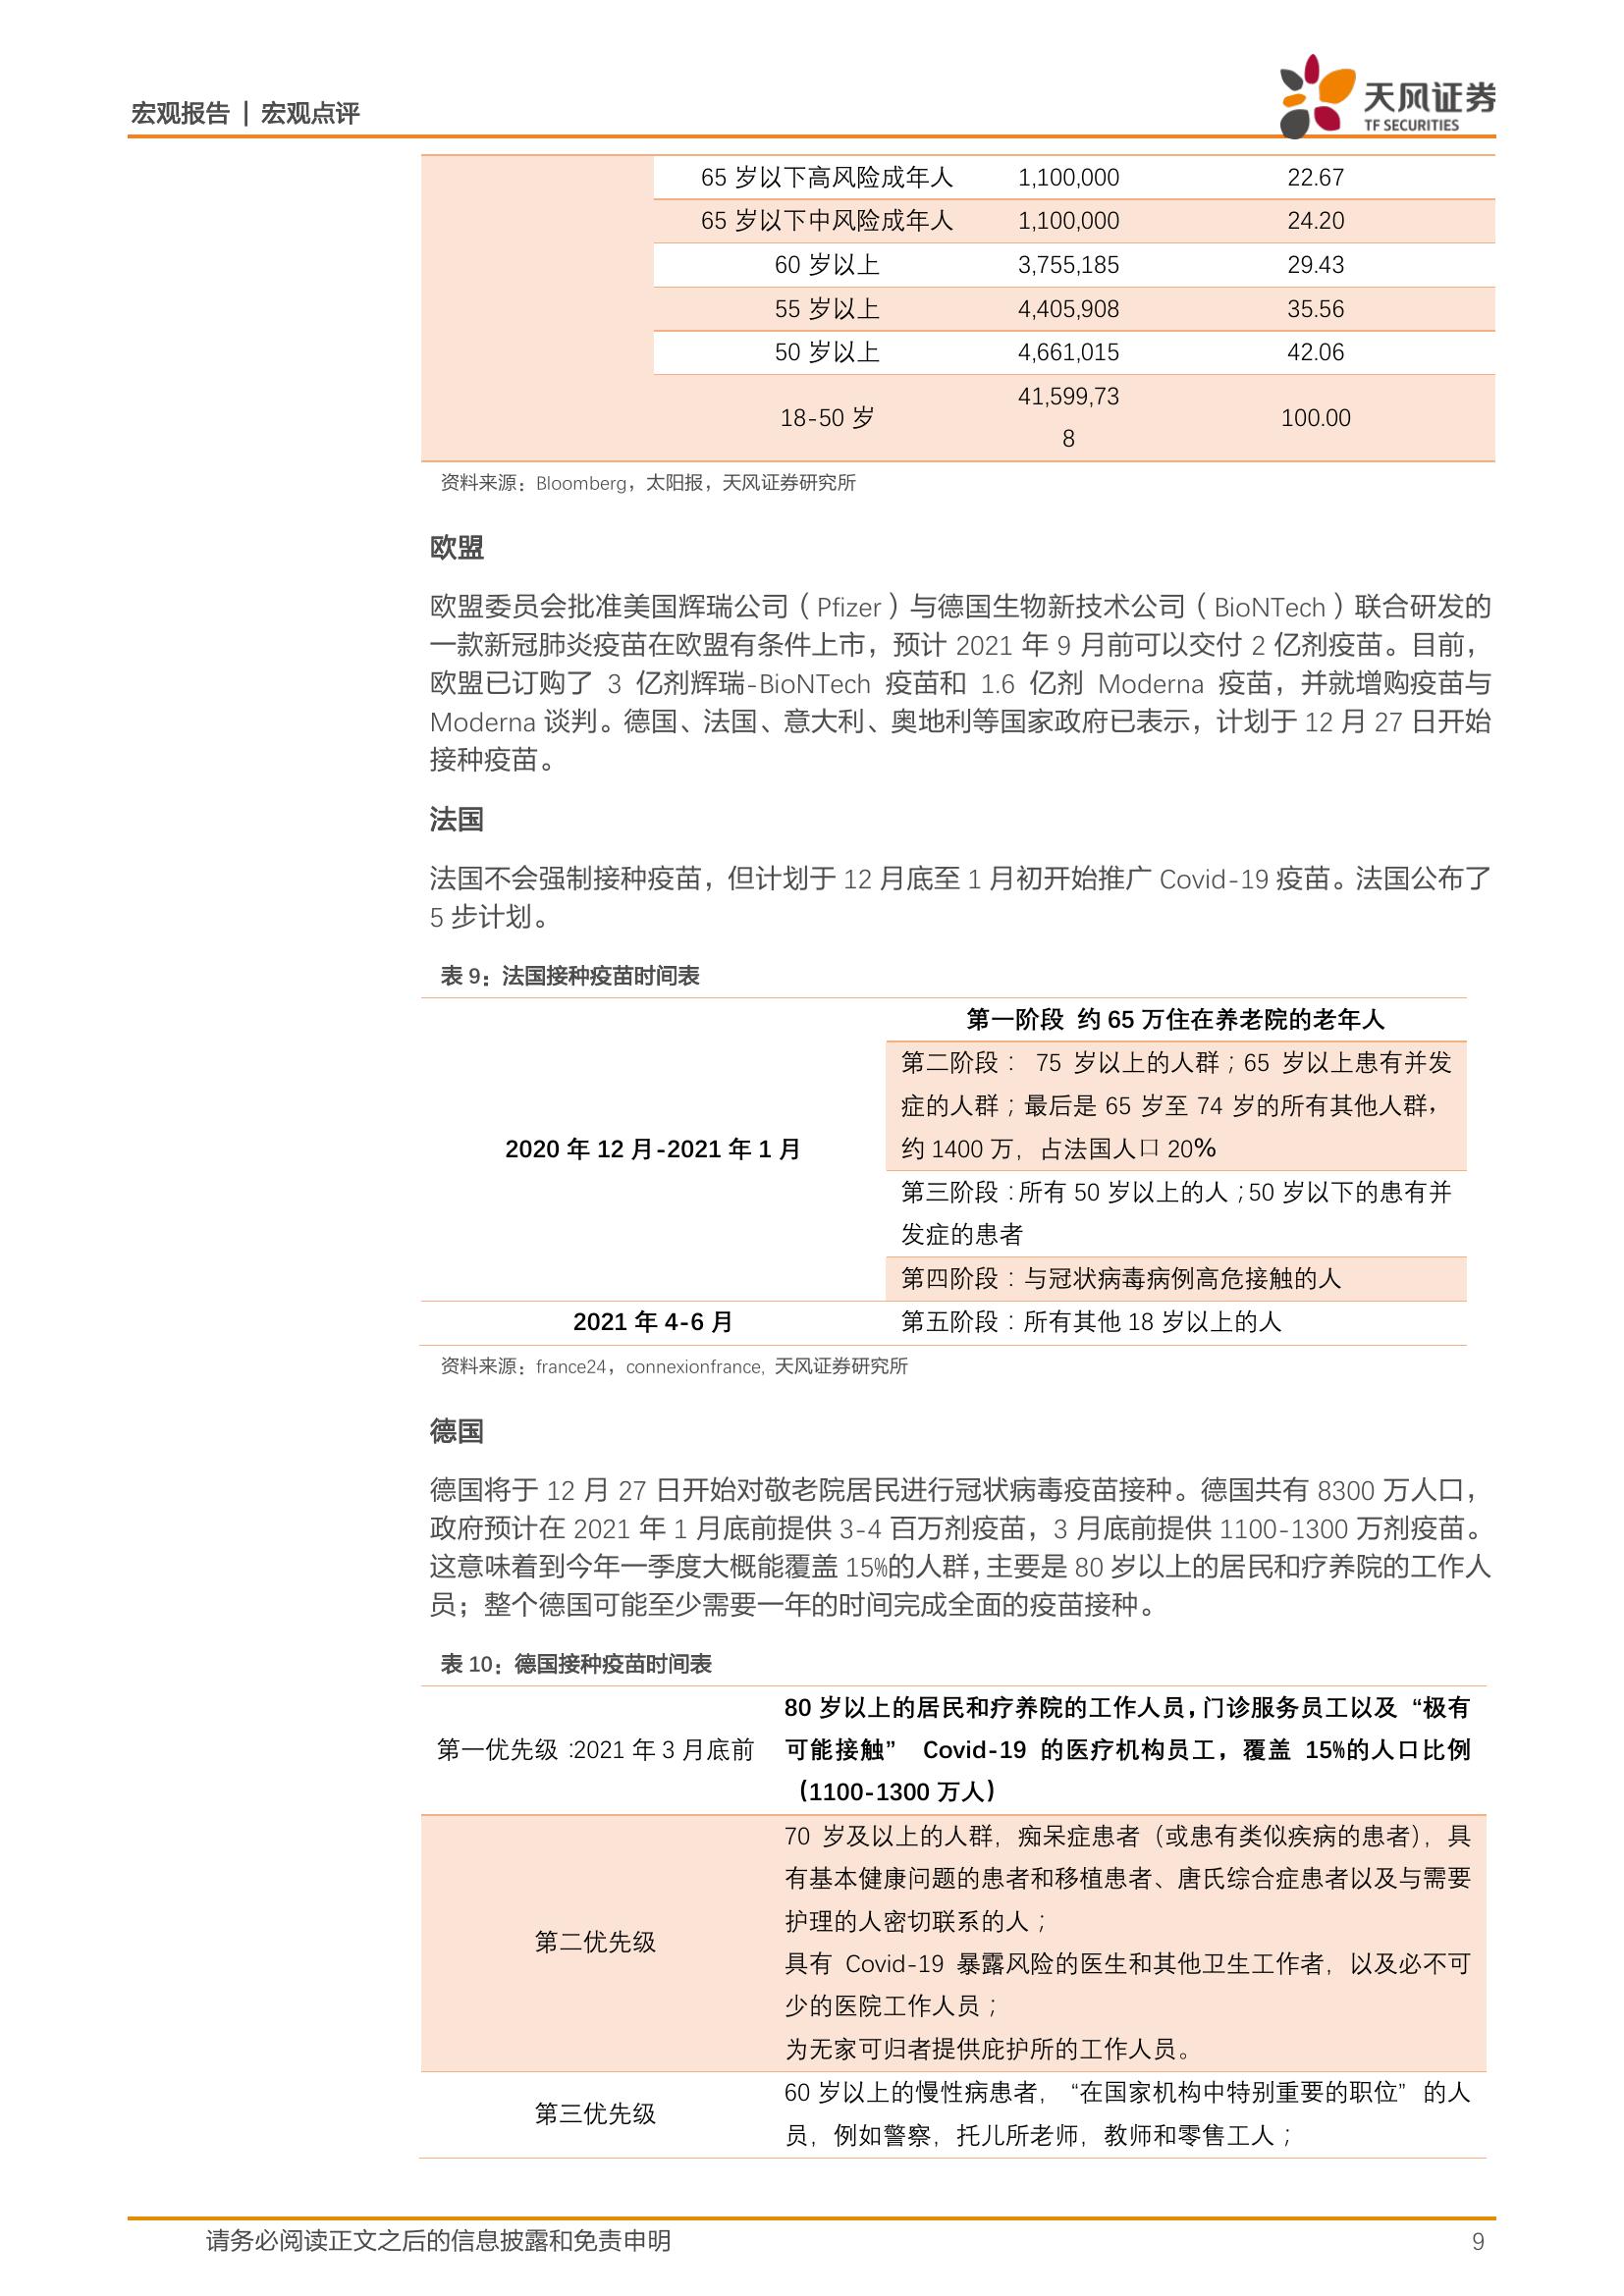 宏观报告 | 宏观点评
天风证券
TF SECURITIES
65 岁以下高风险成年人 1,100,000 22.67
65 岁以下中风险成年人 1,100,000 24.20
60 岁以上 3,755,185 29.43
55 岁以上 4,405,908 35.56
50 岁以上 4,661,015 42.06
18-50 岁 41,599,73
8 100.00
资料来源：Bloomberg，太阳报，天风证券研究所
欧盟
欧盟委员会批准美国辉瑞公司（Pfizer）与德国生物新技术公司（BioNTech）联合研发的
一款新冠肺炎疫苗在欧盟有条件上市，预计 2021 年 9 月前可以交付 2 亿剂疫苗。目前，
欧盟已订购了 3 亿剂辉瑞-BioNTech 疫苗和 1.6 亿剂 Moderna 疫苗，并就增购疫苗与
Moderna 谈判。德国、法国、意大利、奥地利等国家政府已表示，计划于 12 月 27 日开始
接种疫苗。
法国
法国不会强制接种疫苗，但计划于 12 月底至 1 月初开始推广 Covid-19 疫苗。法国公布了
5 步计划。
表 9：法国接种疫苗时间表
第一阶段 约 65 万住在养老院的老年人
2020 年 12 月-2021 年 1 月
第二阶段： 75 岁以上的人群；65 岁以上患有并发
症的人群；最后是 65 岁至 74 岁的所有其他人群，
约 1400 万，占法国人口 20%
第三阶段：所有 50 岁以上的人；50 岁以下的患有并
发症的患者
第四阶段：与冠状病毒病例高危接触的人
2021 年 4-6 月 第五阶段：所有其他 18 岁以上的人
资料来源：france24，connexionfrance, 天风证券研究所
德国
德国将于 12 月 27 日开始对敬老院居民进行冠状病毒疫苗接种。德国共有 8300 万人口，
政府预计在 2021 年 1 月底前提供 3-4 百万剂疫苗，3 月底前提供 1100-1300 万剂疫苗。
这意味着到今年一季度大概能覆盖 15%的人群，主要是 80 岁以上的居民和疗养院的工作人
员；整个德国可能至少需要一年的时间完成全面的疫苗接种。
表 10：德国接种疫苗时间表
第一优先级：2021 年 3 月底前
80 岁以上的居民和疗养院的工作人员，门诊服务员工以及 “极有
可能接触” Covid-19 的医疗机构员工，覆盖 15%的人口比例
（1100-1300 万人）
第二优先级
70 岁及以上的人群，痴呆症患者（或患有类似疾病的患者），具
有基本健康问题的患者和移植患者、唐氏综合症患者以及与需要
护理的人密切联系的人；
具有 Covid-19 暴露风险的医生和其他卫生工作者，以及必不可
少的医院工作人员；
为无家可归者提供庇护所的工作人员。
第三优先级
60 岁以上的慢性病患者，“在国家机构中特别重要的职位” 的人
员，例如警察，托儿所老师，教师和零售工人；
请务必阅读正文之后的信息披露和免责申明 9